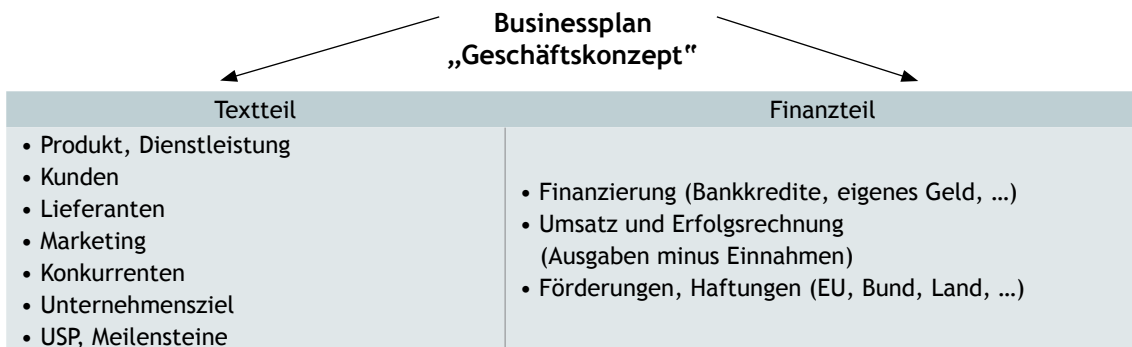 Businessplan
„Geschäftskonzept“
Textteil
Finanzteil
• Produkt, Dienstleistung
• Kunden
• Lieferanten
• Marketing
• Konkurrenten
• Unternehmensziel
• USP, Meilensteine
• Finanzierung (Bankkredite, eigenes Geld, …)
• Umsatz und Erfolgsrechnung
(Ausgaben minus Einnahmen)
• Förderungen, Haftungen (EU, Bund, Land, …)